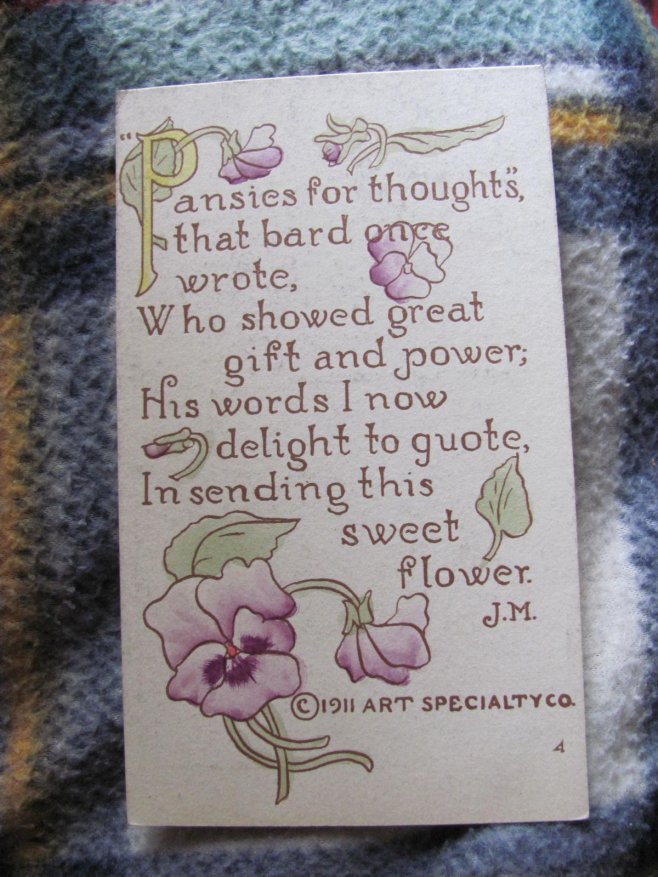 "Pansies for thoughts",
that bard once
wrote,
Who showed great
gift and power;
His words I now
delight to quote,
In sending this
sweet
flower.
J.M.
©1911 ART SPECIALTY CO.
4